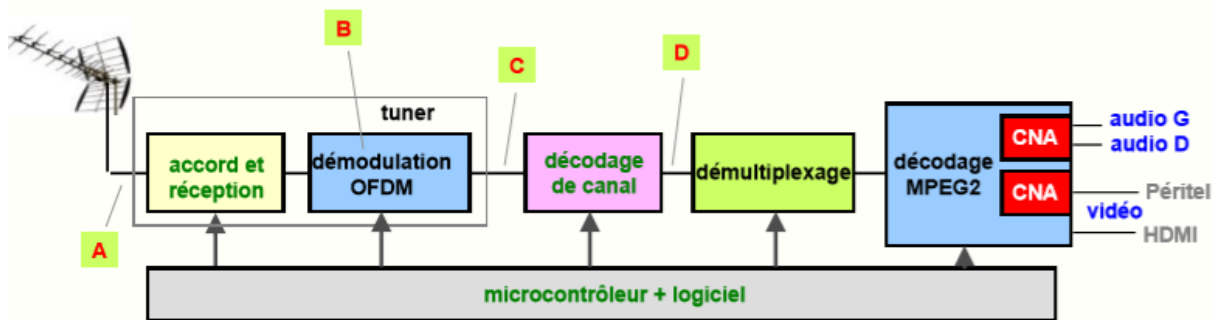 B
C
D
tuner
accord et
réception
démodulation
OFDM
décodage
de canal
démultiplexage
décodage
MPEG2
CNA
CNA
audio G
audio D
Péritel
vidéo
HDMI
A
microcontrôleur + logiciel